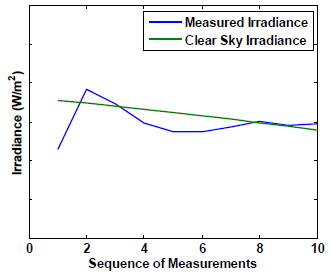 Measured Irradiance
Clear Sky Irradiance
Irradiance (W/m²)
0 2 4 6 8 10
Sequence of Measurements